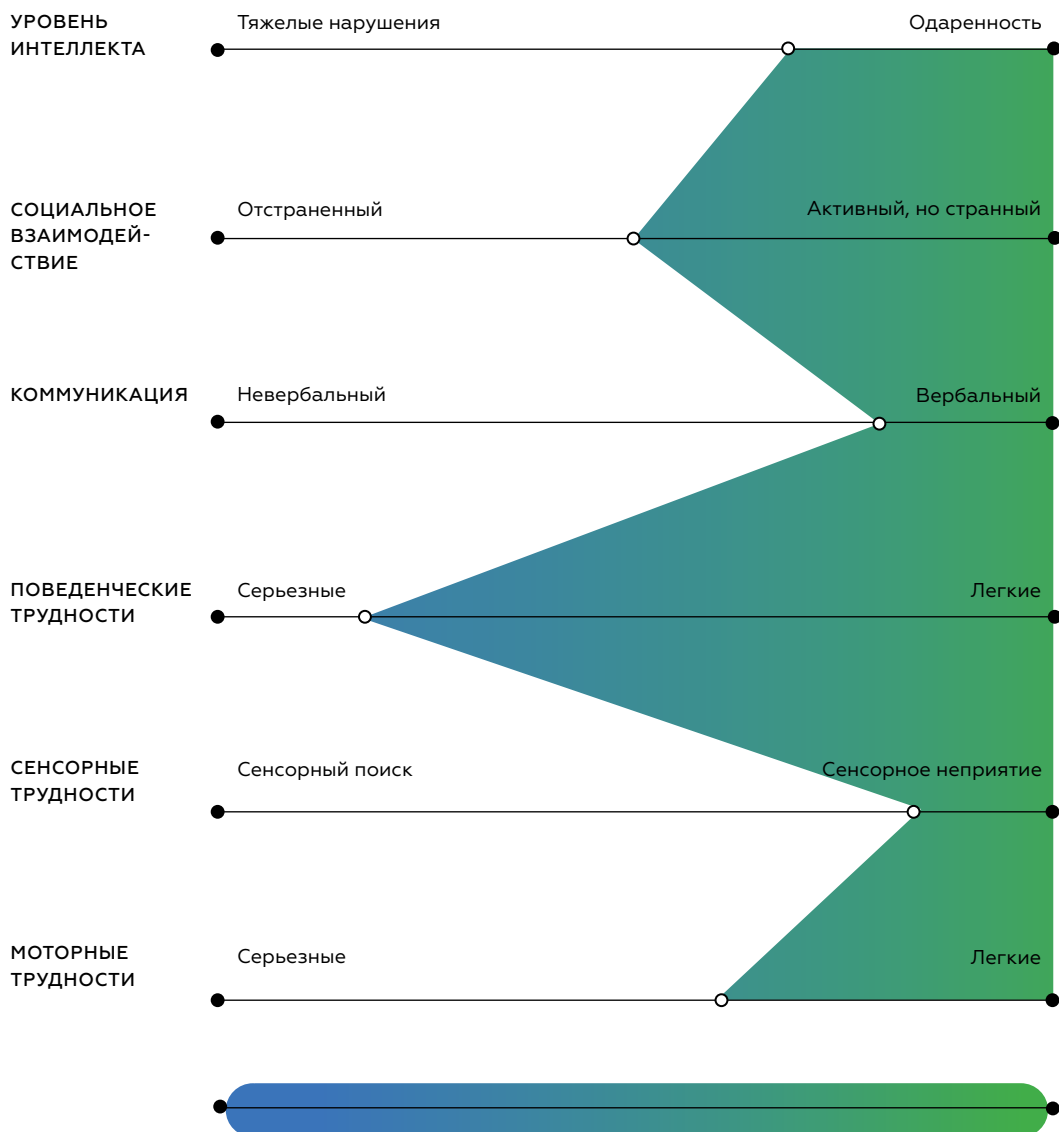 УРОВЕНЬ
ИНТЕЛЛЕКТА
Тяжелые нарушения
Одаренность
СОЦИАЛЬНОЕ
ВЗАИМОДЕЙ-
СТВИЕ
Отстраненный
Активный, но странный
КОММУНИКАЦИЯ
Невербальный
Вербальный
ПОВЕДЕНЧЕСКИЕ
ТРУДНОСТИ
Серьезные
Легкие
СЕНСОРНЫЕ
ТРУДНОСТИ
Сенсорный поиск
Сенсорное неприятие
МОТОРНЫЕ
ТРУДНОСТИ
Серьезные
Легкие